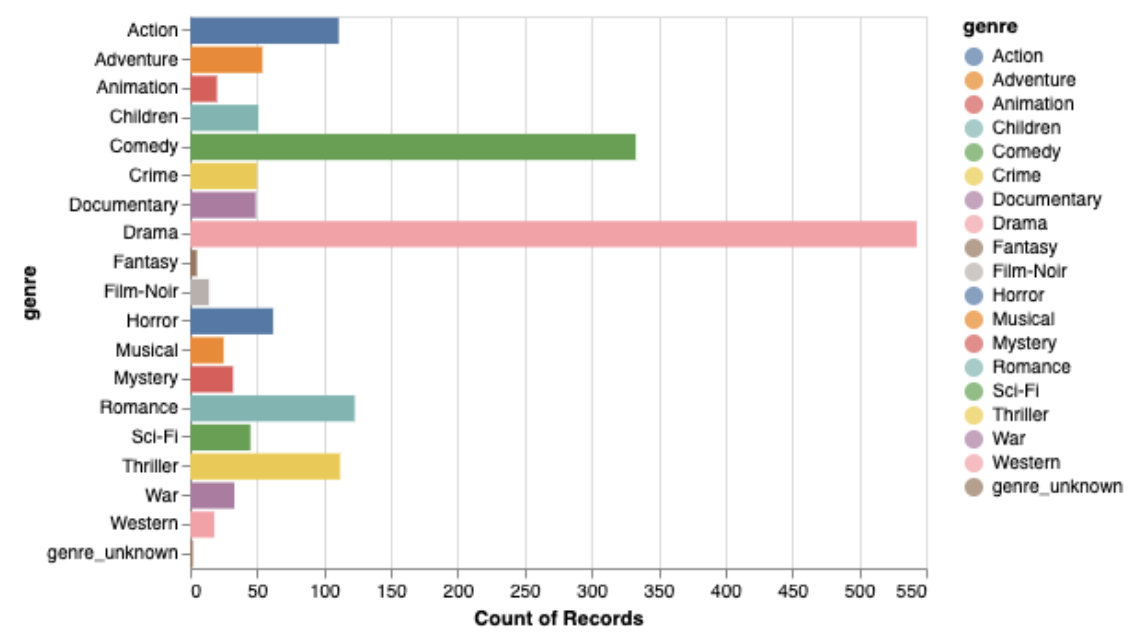 genre
Action
Adventure
Animation
Children
Comedy
Crime
Documentary
Drama
Fantasy
Film-Noir
Horror
Musical
Mystery
Romance
Sci-Fi
Thriller
War
Western
genre_unknown
0 50 100 150 200 250 300 350 400 450 500 550
Count of Records
genre
Action
Adventure
Animation
Children
Comedy
Crime
Documentary
Drama
Fantasy
Film-Noir
Horror
Musical
Mystery
Romance
Sci-Fi
Thriller
War
Western
genre_unknown